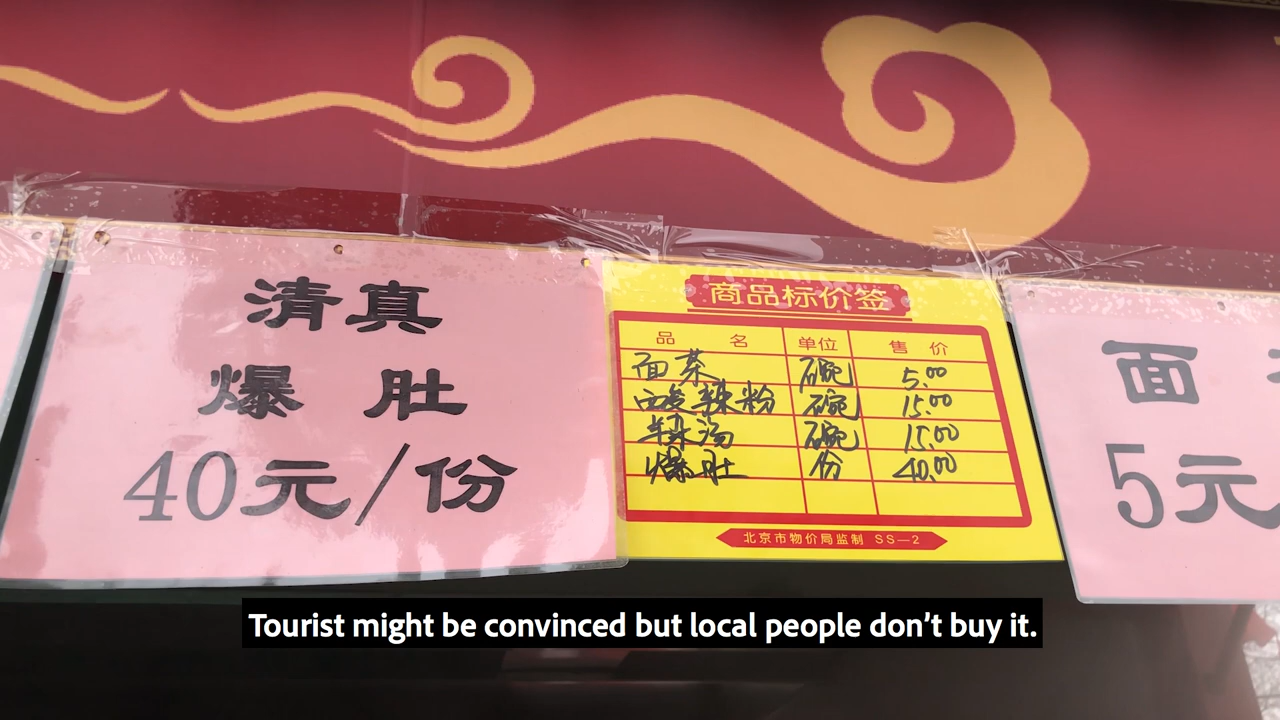 清真
爆 肚
40元/份
商品标价签
品 名 单位 售 价
面茶 碗 5.00
酸辣粉 碗 15.00
辣汤 碗 15.00
爆肚 份 40.00
北京市物价局监制 SS—2
面
5元
Tourist might be convinced but local people don’t buy it.